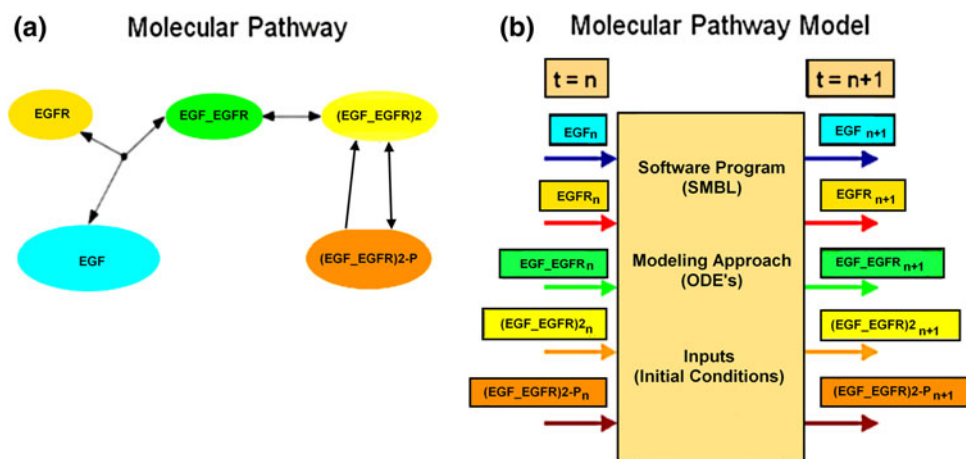 (a) Molecular Pathway
EGFR
EGF_EGFR
(EGF_EGFR)2
EGF
(EGF_EGFR)2-P
(b) Molecular Pathway Model
t = n
t = n+1
EGFn
EGF n+1
EGFRn
EGFR n+1
EGF_EGFRn
EGF_EGFR n+1
(EGF_EGFR)2n
(EGF_EGFR)2 n+1
(EGF_EGFR)2-Pn
(EGF_EGFR)2-P n+1
Software Program
(SMBL)
Modeling Approach
(ODE's)
Inputs
(Initial Conditions)